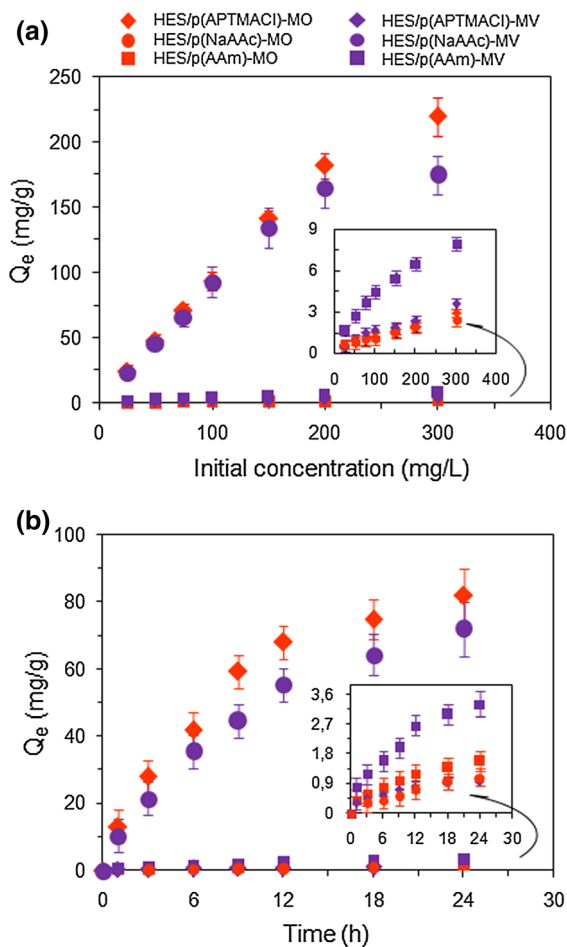 (a)
HES/p(APTMACl)-MO HES/p(APTMACl)-MV
HES/p(NaAAc)-MO HES/p(NaAAc)-MV
HES/p(AAm)-MO HES/p(AAm)-MV
250
200
150
100
50
0
Qe (mg/g)
9
6
3
0
0 100 200 300 400
0 100 200 300 400
Initial concentration (mg/L)
(b)
100
80
60
40
20
0
Qe (mg/g)
3,6
2,7
1,8
0,9
0
0 6 12 18 24 30
0 6 12 18 24 30
Time (h)